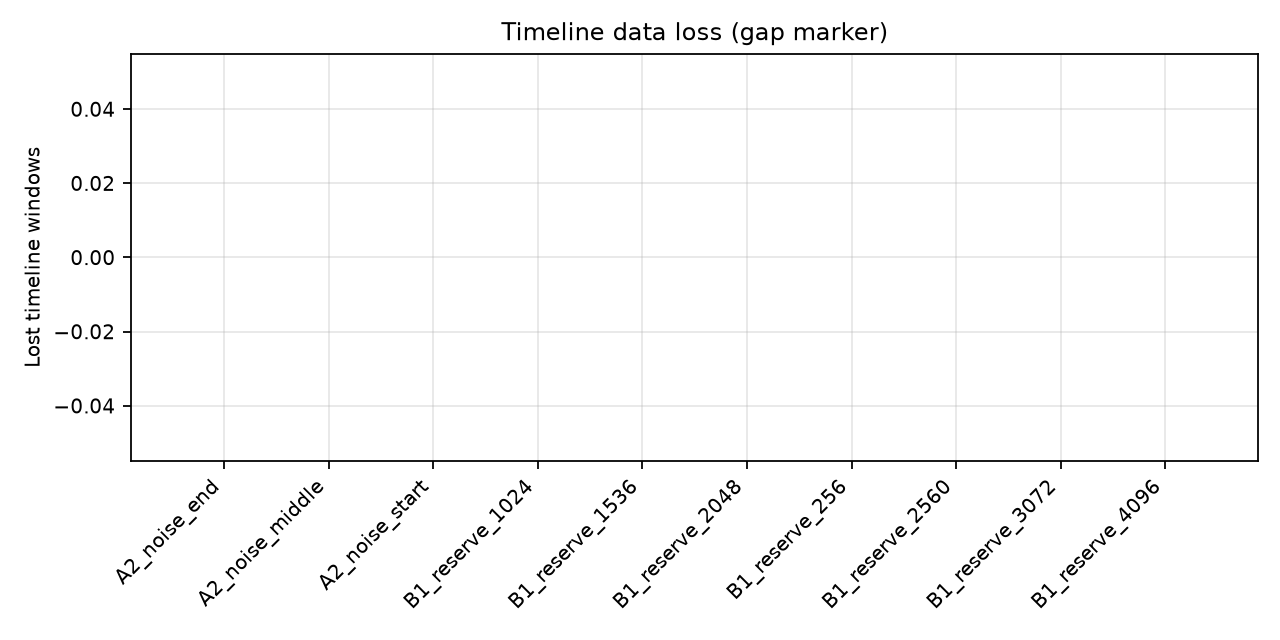 Timeline data loss (gap marker)
Lost timeline windows
0.04
0.02
0.00
−0.02
−0.04
A2_noise_end
A2_noise_middle
A2_noise_start
B1_reserve_1024
B1_reserve_1536
B1_reserve_2048
B1_reserve_256
B1_reserve_2560
B1_reserve_3072
B1_reserve_4096